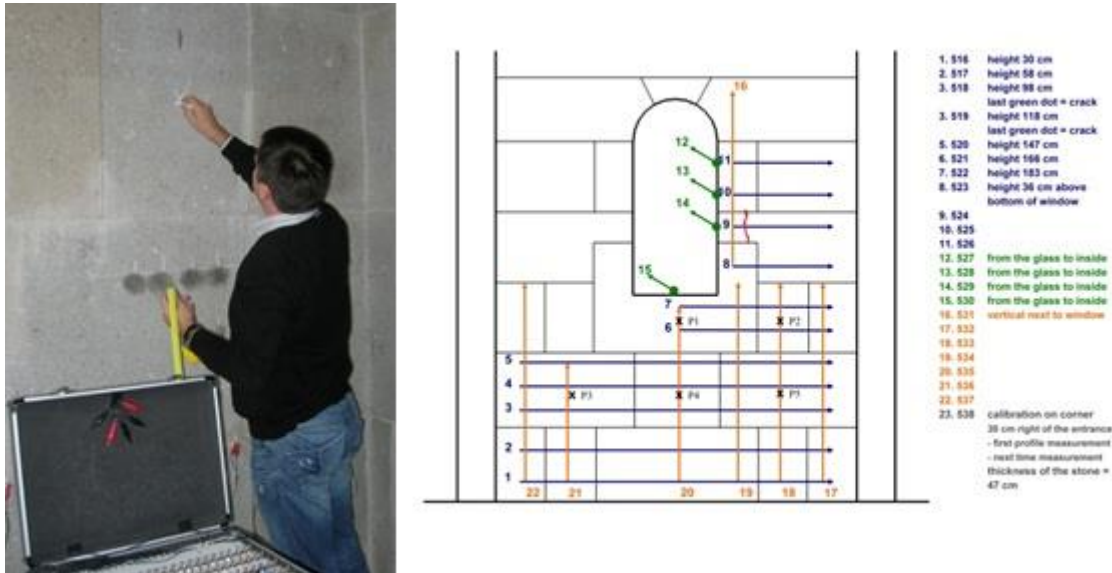 16
12
11
13
10
14
9
8
15
7
P1
P2
6
5
4
P3
P4
P5
3
2
1
22
21
20
19
18
17
1. 516 height 30 cm
2. 517 height 58 cm
3. 518 height 98 cm
last green dot = crack
3. 519 height 118 cm
last green dot = crack
5. 520 height 147 cm
6. 521 height 166 cm
7. 522 height 183 cm
8. 523 height 36 cm above
bottom of window
9. 524
10. 525
11. 526
12. 527 from the glass to inside
13. 528 from the glass to inside
14. 529 from the glass to inside
15. 530 from the glass to inside
16. 531 vertical next to window
17. 532
18. 533
19. 534
20. 535
21. 536
22. 537
23. 538 calibration on corner
39 cm right of the entrance
- first profile measurement
- next time measurement
thickness of the stone =
47 cm